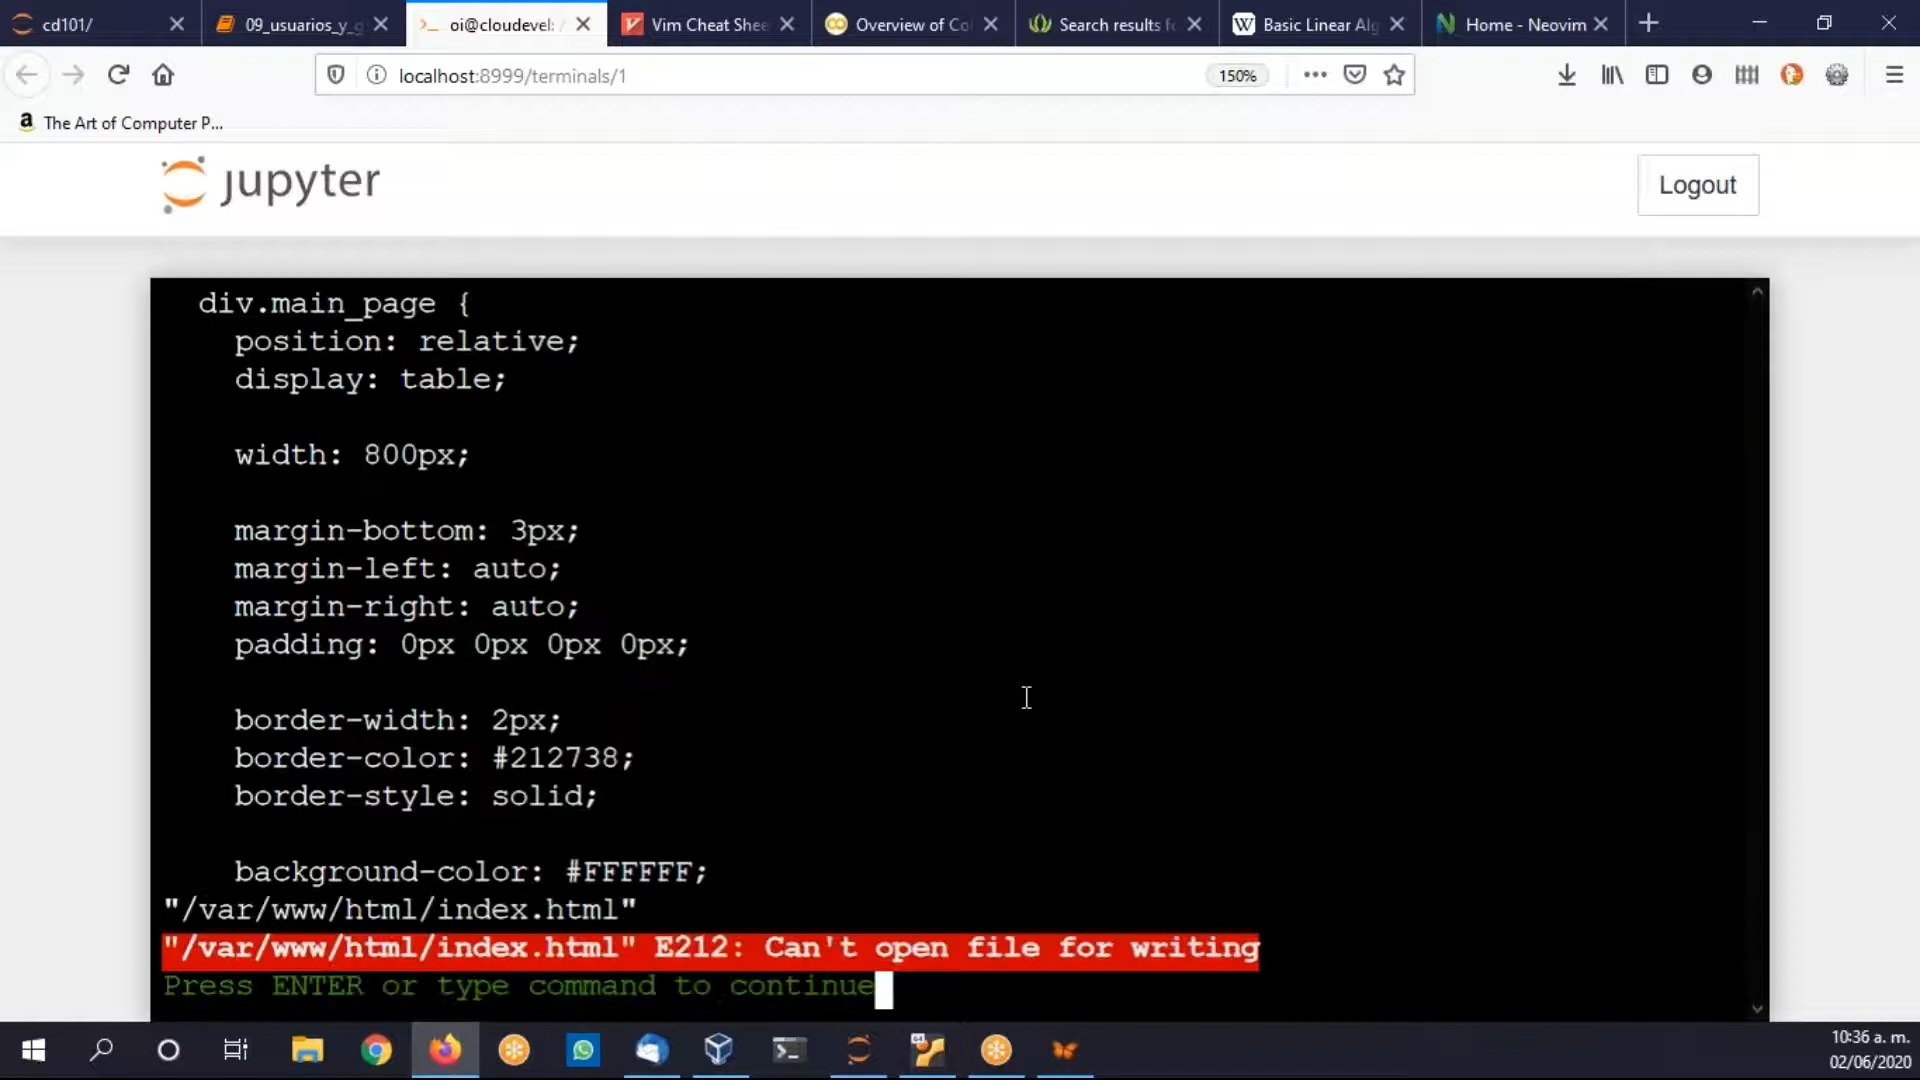 cd101/
09_usuarios_y_g
oi@cloudevel: /
Vim Cheat Shee
Overview of Co
Search results fo
Basic Linear Alg
Home - Neovim
localhost:8999/terminals/1
150%
The Art of Computer P...
jupyter
Logout
div.main_page {
position: relative;
display: table;
width: 800px;
margin-bottom: 3px;
margin-left: auto;
margin-right: auto;
padding: 0px 0px 0px 0px;
border-width: 2px;
border-color: #212738;
border-style: solid;
background-color: #FFFFFF;
"/var/www/html/index.html"
"/var/www/html/index.html" E212: Can't open file for writing
Press ENTER or type command to continue
10:36 a. m.
02/06/2020